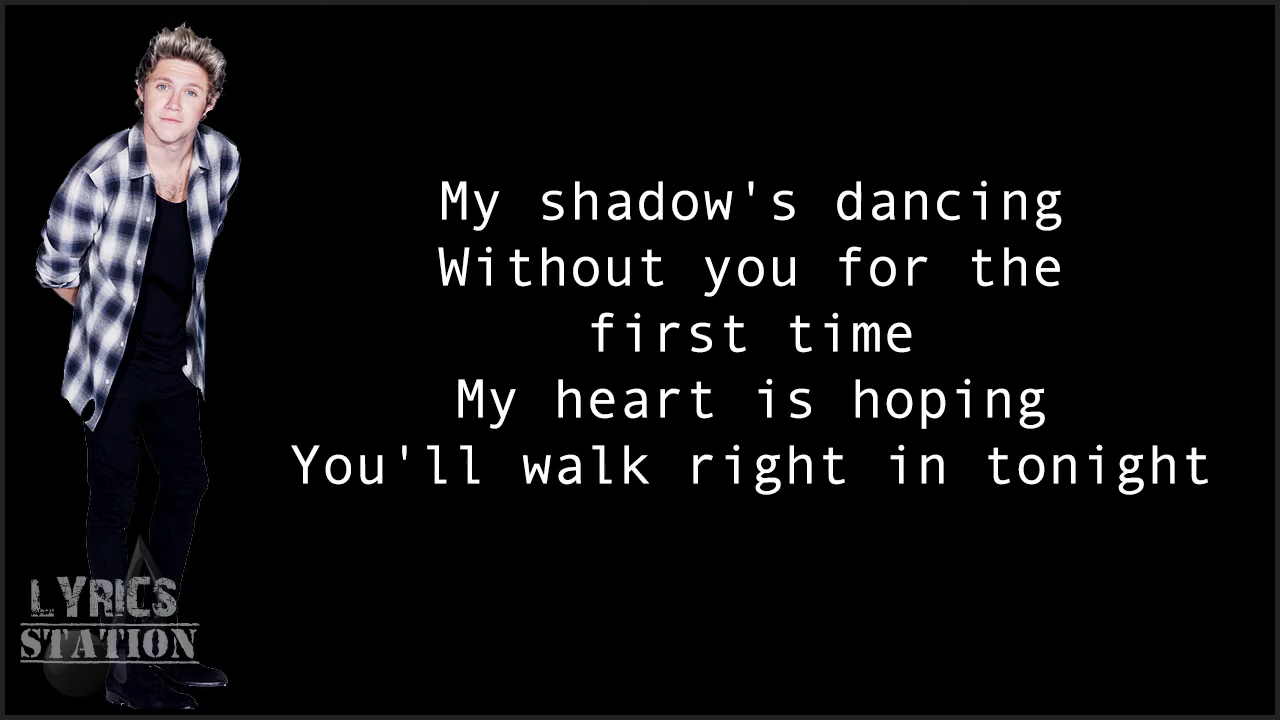 My shadow's dancing
Without you for the
first time
My heart is hoping
You'll walk right in tonight
LYRICS
STATION